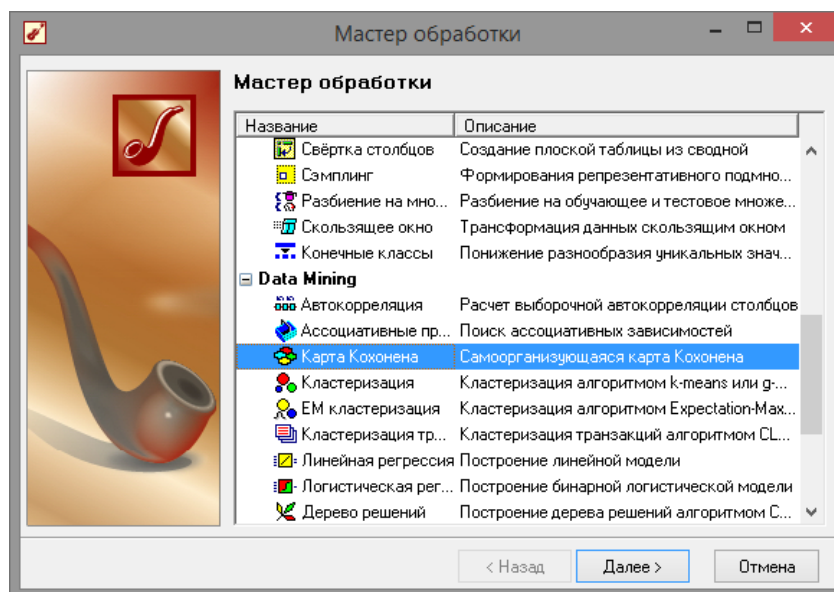 Мастер обработки
Мастер обработки
Название Описание
Свёртка столбцов Создание плоской таблицы из сводной
Сэмплинг Формирования репрезентативного подмно...
Разбиение на мно... Разбиение на обучающее и тестовое множе...
Скользящее окно Трансформация данных скользящим окном
Конечные классы Понижение разнообразия уникальных знач...
Data Mining
Автокорреляция Расчет выборочной автокорреляции столбцов
Ассоциативные пр... Поиск ассоциативных зависимостей
Карта Кохонена Самоорганизующаяся карта Кохонена
Кластеризация Кластеризация алгоритмом k-means или g-...
EM кластеризация Кластеризация алгоритмом Expectation-Max...
Кластеризация тр... Кластеризация транзакций алгоритмом CL...
Линейная регрессия Построение линейной модели
Логистическая рег... Построение бинарной логистической модели
Дерево решений Построение дерева решений алгоритмом C...
< Назад Далее > Отмена